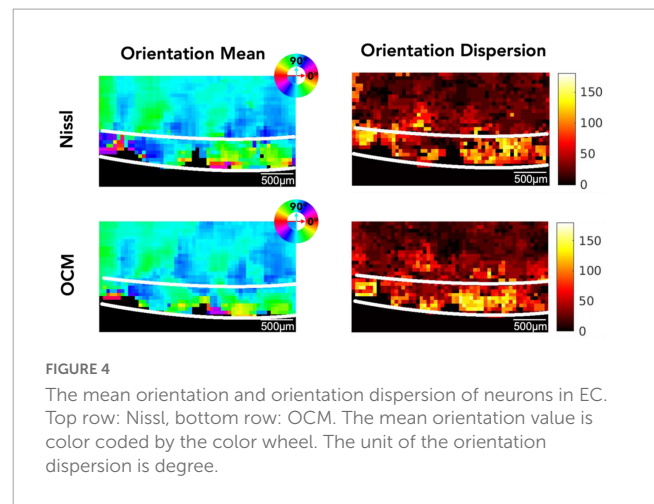 Orientation Mean
Orientation Dispersion
Nissl
90°
0°
500µm
500µm
150
100
50
0
OCM
90°
0°
500µm
500µm
150
100
50
0
FIGURE 4
The mean orientation and orientation dispersion of neurons in EC.
Top row: Nissl, bottom row: OCM. The mean orientation value is
color coded by the color wheel. The unit of the orientation
dispersion is degree.